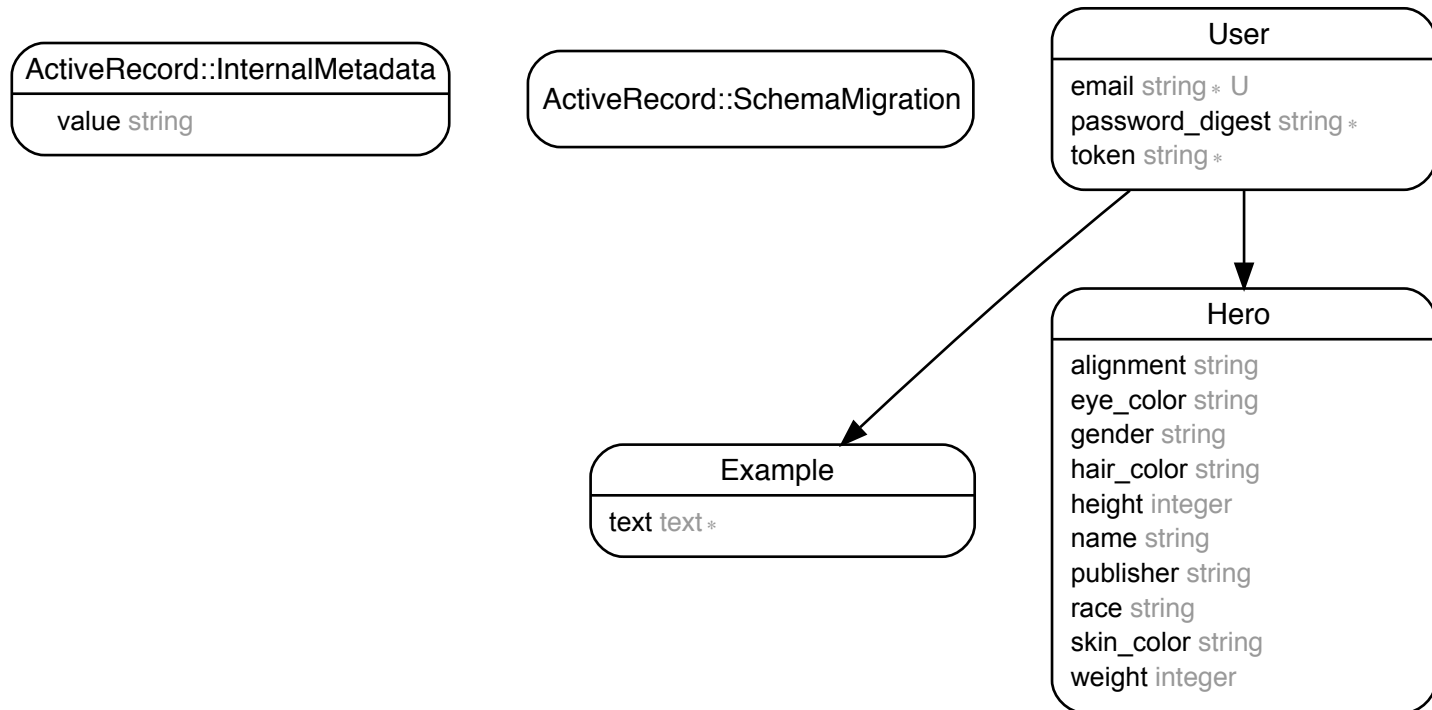 ActiveRecord::InternalMetadata
value string
ActiveRecord::SchemaMigration
User
email string * U
password_digest string *
token string *
Example
text text *
Hero
alignment string
eye_color string
gender string
hair_color string
height integer
name string
publisher string
race string
skin_color string
weight integer